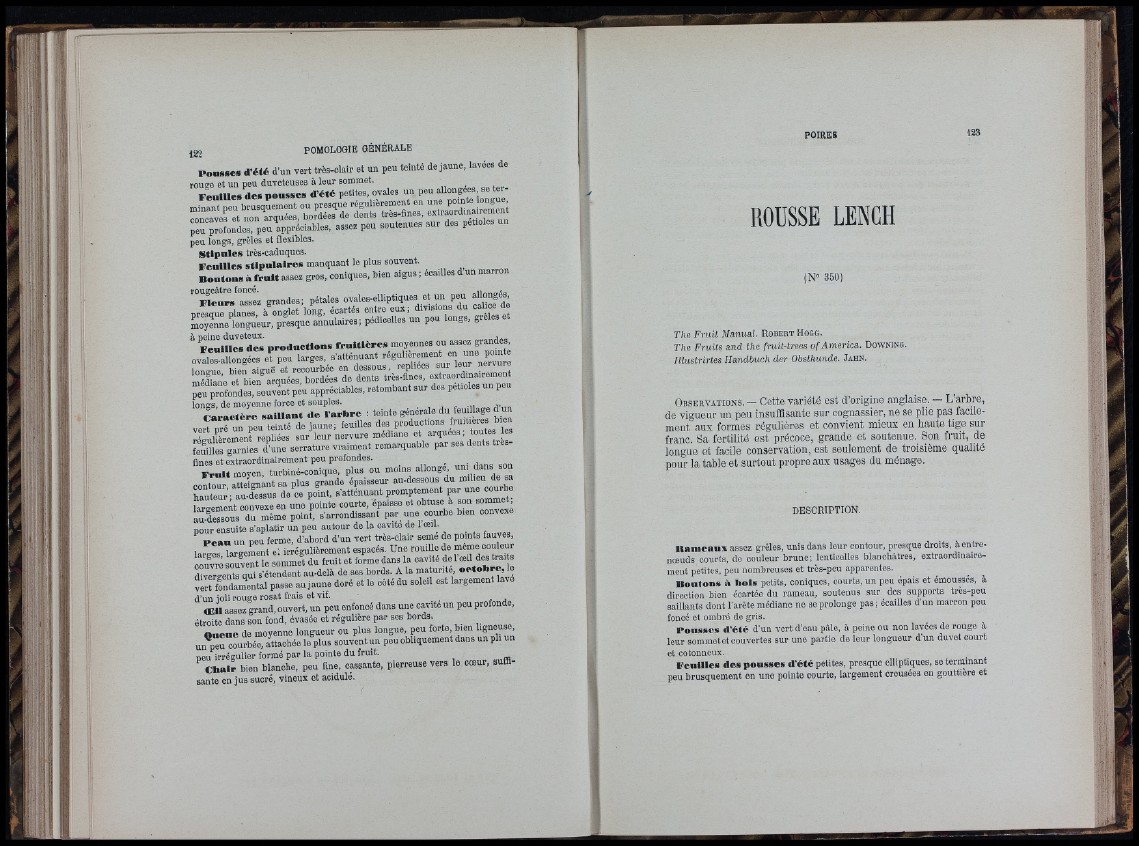 122 POMOLOGIE GÉNÉRALE
Pousses d'été d'un vert très-clair et un peu teinté de jaune, lavées de
rouge et un peu duveteuses à leur sommet.
Feuilles des pousses d'été petites, ovales un peu allongées, se ter-
minant peu brusquement ou presque régulièrement en une pointe longue,
concaves et non arquées, bordées de dents très-fines, extraordinairement
peu profondes, peu appréciables, assez peu soutenues sur des pétioles un
peu longs, grêles et flexibles.
Stipules très-caduques.
Feuilles stipulaires manquant le plus souvent.
Boutons à fruit assez gros, coniques, bien aigus ; écailles d'un marron
rougeâtre foncé.
Fleurs assez grandes; pétales ovales-elliptiques et un peu allongés,
presque planes, à onglet long, écartés entre eux; divisions du calice de
moyenne longueur, presque annulaires; pédicelles un peu longs, grêles et
à peine duveteux.
Feuilles des productions fruitières moyennes ou assez grandes,
ovales-allongées et peu larges, s'atténuant régulièrement en une pointe
longue, bien aiguë et recourbée en dessous, repliées sur leur nervure
médiane et bien arquées, bordées de dents très-fines, extraordinairement
peu profondes, souvent peu appréciables, retombant sur des pétioles un peu
longs, de moyenne force et souples.
Caractère saillant de l'arbre : teinte générale du feuillage d'un
vert pré un peu teinté de jaune; feuilles des productions fruitières bien
régulièrement repliées sur leur nervure médiane et arquées; toutes les
feuilles garnies d'une serrature vraiment remarquable par ses dents très-
fines et extraordinairement peu profondes.
Fruit moyen, turbiné-conique, plus ou moins allongé, uni dans son
contour, atteignant sa plus grande épaisseur au-dessous du milieu de sa
hauteur; au-dessus de ce point, s'atténuant promptement par une courbe
largement convexe en une pointe courte, épaisse et obtuse à son sommet;
au-dessous du même point, s'arrondissant par une courbe bien convexe
pour ensuite s'aplatir un peu autour de la cavité de l'œil.
Peau un peu ferme, d'abord d'un vert très-clair semé de points fauves,
larges, largement et irrégulièrement espacés. Une rouille de même couleur
couvre souvent le sommet du fruit et forme dans la cavité de l'œil des traits
divergents qui s'étendent au-delà de ses bords. A la maturité, octobre, le
vert fondamental passe au jaune doré et le côté du soleil est largement lavé
d'un joli rouge rosat frais et vif.
Œil assez grand, ouvert, un peu enfoncé dans une cavité un peu profonde,
étroite dans son fond, évasée et régulière par ses bords.
Queue de moyenne longueur ou plus longue, peu forte, bien ligneuse,
un peu courbée, attachée le plus souvent un peu obliquement dans un pli un
peu irrégulier formé par la pointe du fruit.
Chair bien blanche, peu fine, cassante, pierreuse vers le cœur, suffi-
sante en jus sucré, vineux et acidulé.
POIRES 123
ROUSSE LENCH
(N° 350)
The Fruit Manual. ROBERT HOGG.
The Fruits and the fruit-trees of America. DOWNING.
Illustrirtes Handbuch der Obstkunde. JAHN.
OBSERVATIONS. — Cette variété est d'origine anglaise. — L'arbre,
de vigueur un peu insuffisante sur cognassier, ne se plie pas facile-
ment aux formes régulières et convient mieux en haute tige sur
franc. Sa fertilité est précoce, grande et soutenue. Son fruit, de
longue et facile conservation, est seulement de troisième qualité
pour la table et surtout propre aux usages du ménage.
DESCRIPTION.
Rameaux assez grêles, unis dans leur contour, presque droits, à entre-
nœuds courts, de couleur brune; lenticelles blanchâtres, extraordinaire-
ment petites, peu nombreuses et très-peu apparentes.
Boutons à bois petits, coniques, courts, un peu épais et émoussés, à
direction bien écartée du rameau, soutenus sur des supports très-peu
saillants dont l'arête médiane ne se prolonge pas; écailles d'un marron peu
foncé et ombré de gris.
Pousses d'été d'un vert d'eau pâle, à peine ou non lavées de rouge à
leur sommet et couvertes sur une partie de leur longueur d'un duvet court
et cotonneux.
Feuilles des pousses d'été petites, presque elliptiques, se terminant
peu brusquement en une pointe courte, largement creusées en gouttière et